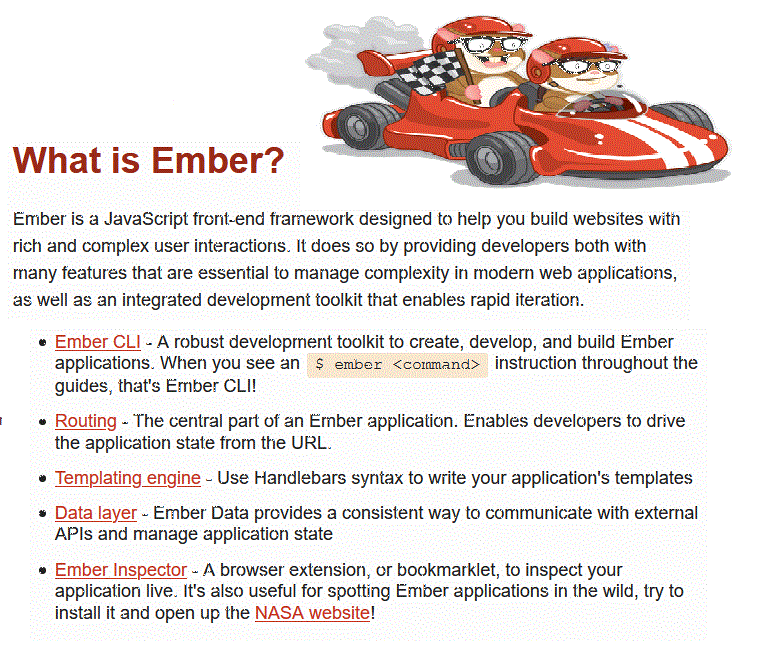 What is Ember?
Ember is a JavaScript front-end framework designed to help you build websites with
rich and complex user interactions. It does so by providing developers both with
many features that are essential to manage complexity in modern web applications,
as well as an integrated development toolkit that enables rapid iteration.
• Ember CLI - A robust development toolkit to create, develop, and build Ember
applications. When you see an $ ember <command> instruction throughout the
guides, that's Ember CLI!
• Routing - The central part of an Ember application. Enables developers to drive
the application state from the URL.
• Templating engine - Use Handlebars syntax to write your application's templates
• Data layer - Ember Data provides a consistent way to communicate with external
APIs and manage application state
• Ember Inspector - A browser extension, or bookmarklet, to inspect your
application live. It's also useful for spotting Ember applications in the wild, try to
install it and open up the NASA website!